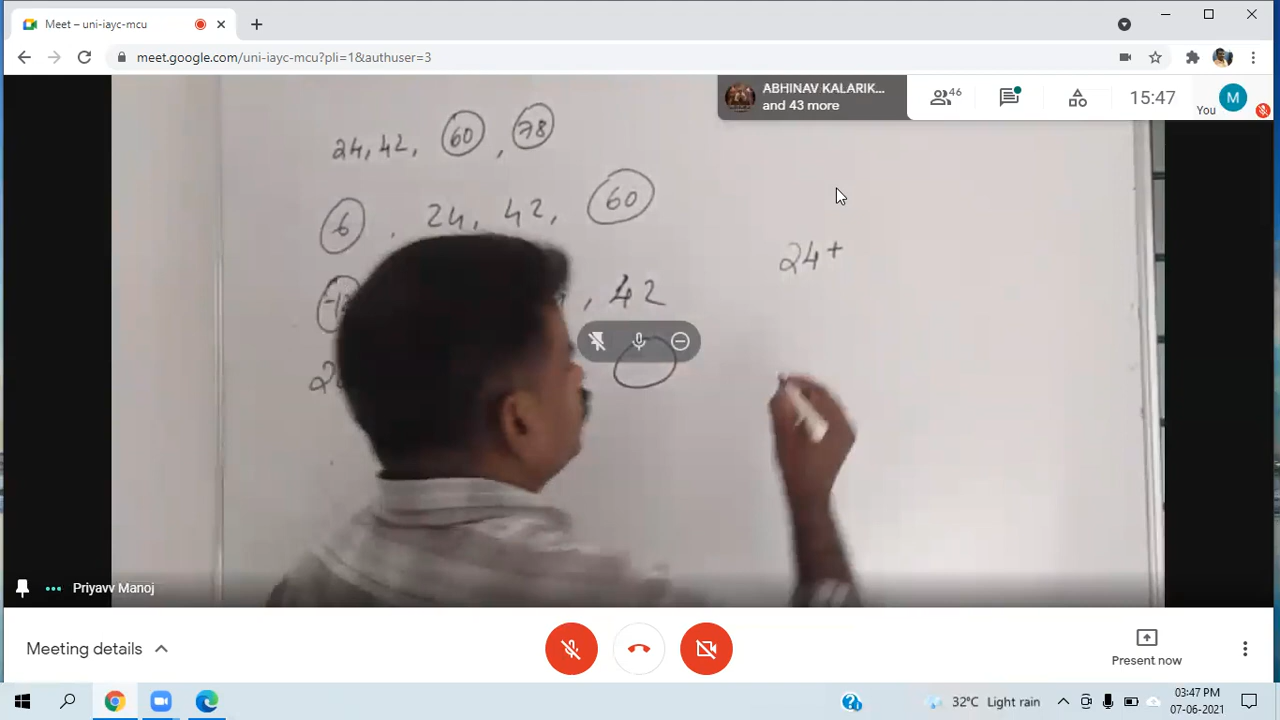 Meet – uni-iayc-mcu
meet.google.com/uni-iayc-mcu?pli=1&authuser=3
ABHINAV KALARIK...
and 43 more
46
15:47
You
M
24, 42, 60, 78
6, 24, 42, 60
, 42
24+
Priyavv Manoj
Meeting details
Present now
32°C Light rain
03:47 PM
07-06-2021